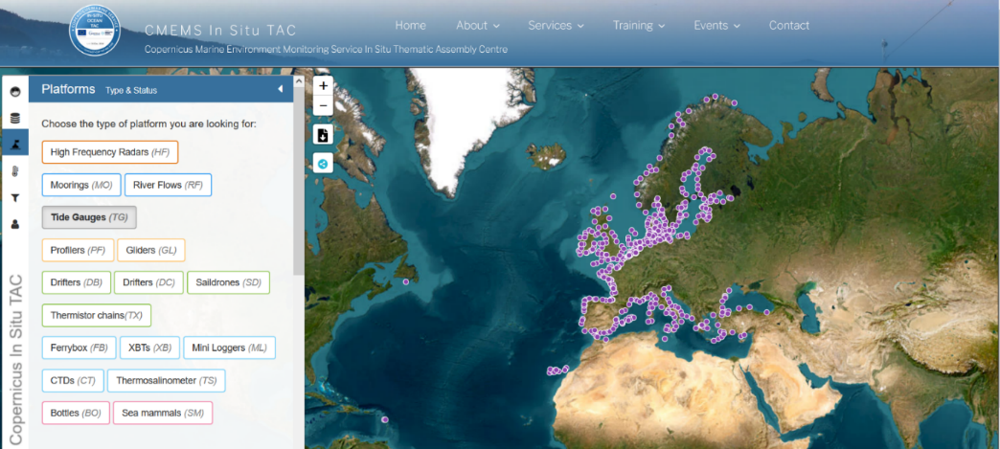 IN-SITU
OCEAN
TAC
CMEMS In Situ TAC
Copernicus Marine Environment Monitoring Service In Situ Thematic Assembly Centre
Home
About
Services
Training
Events
Contact
Platforms Type & Status
Choose the type of platform you are looking for:
High Frequency Radars (HF)
Moorings (MO) River Flows (RF)
Tide Gauges (TG)
Profilers (PF) Gliders (GL)
Drifters (DB) Drifters (DC) Saildrones (SD)
Thermistor chains(TX)
Ferrybox (FB) XBTs (XB) Mini Loggers (ML)
CTDs (CT) Thermosalinometer (TS)
Bottles (BO) Sea mammals (SM)
Copernicus In Situ TAC
+
−